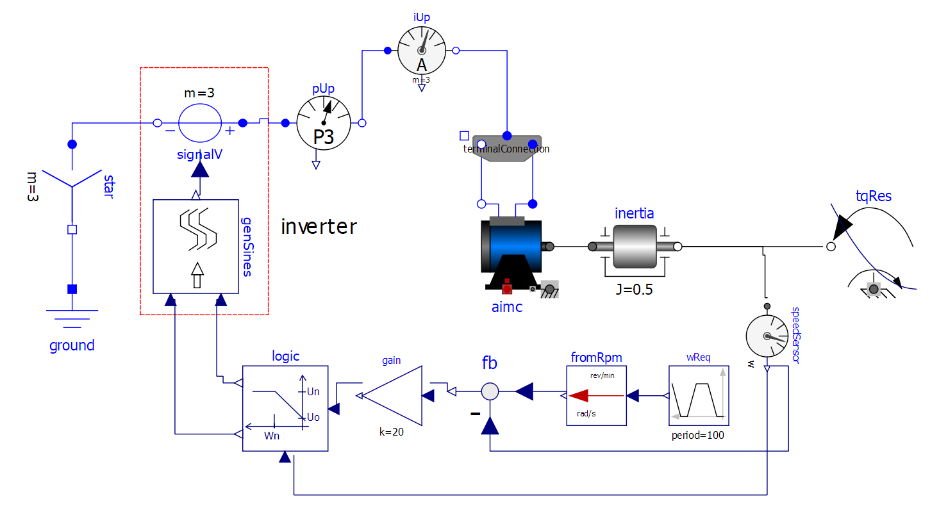 iUp
A
m=3
pUp
P3
m=3
−
+
signalV
terminalConnection
m=3
star
genSines
inverter
inertia
tqRes
J=0.5
aimc
ground
speedSensor
w
logic
Un
Uo
Wn
gain
k=20
fb
−
fromRpm
rev/min
rad/s
wReq
period=100